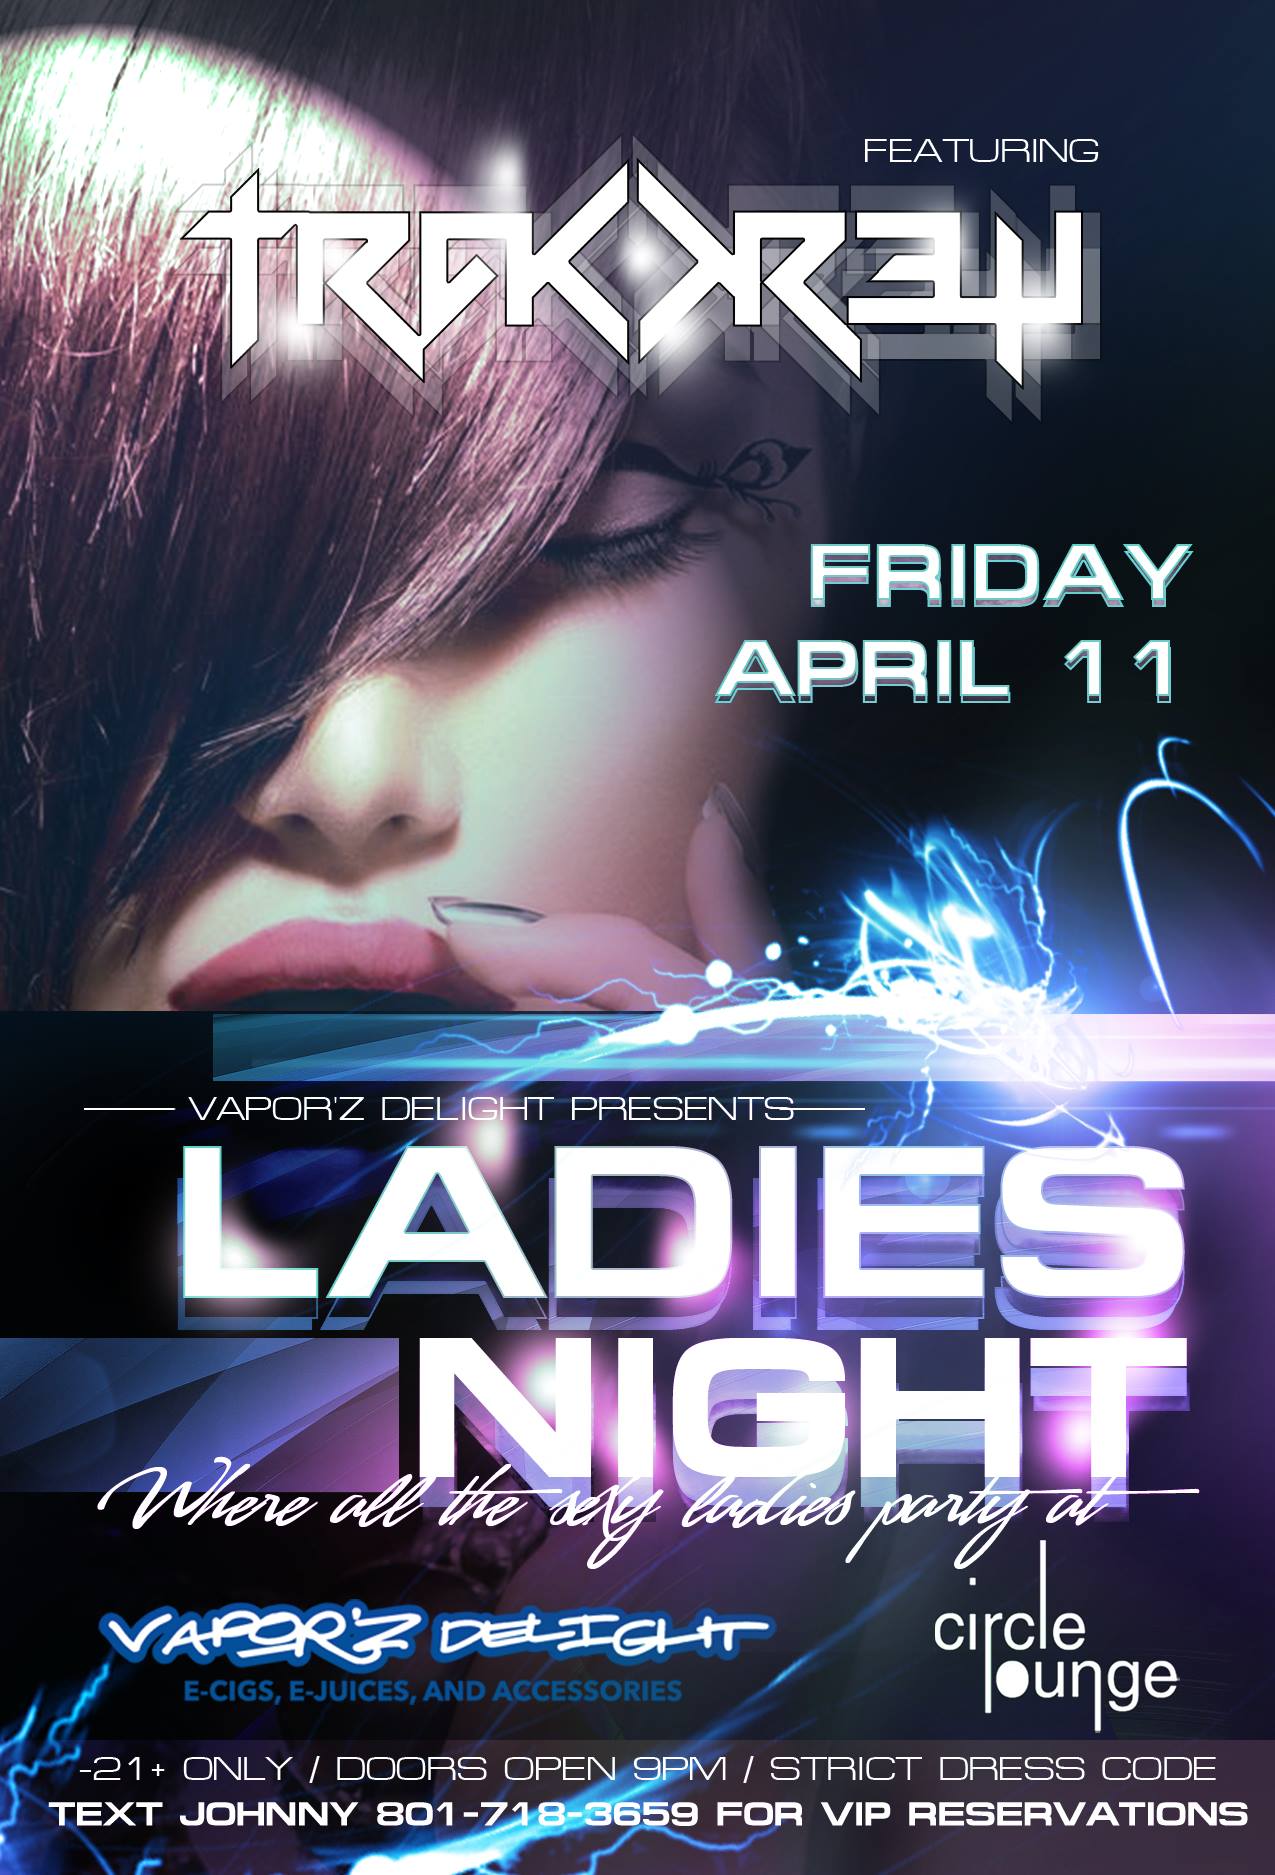 FEATURING
TRAKKREW
FRIDAY
APRIL 11
VAPOR'Z DELIGHT PRESENTS
LADIES
NIGHT
Where all the sexy ladies party at
VAPOR'Z DELIGHT
E-CIGS, E-JUICES, AND ACCESSORIES
circle
lounge
-21+ ONLY / DOORS OPEN 9PM / STRICT DRESS CODE
TEXT JOHNNY 801-718-3659 FOR VIP RESERVATIONS